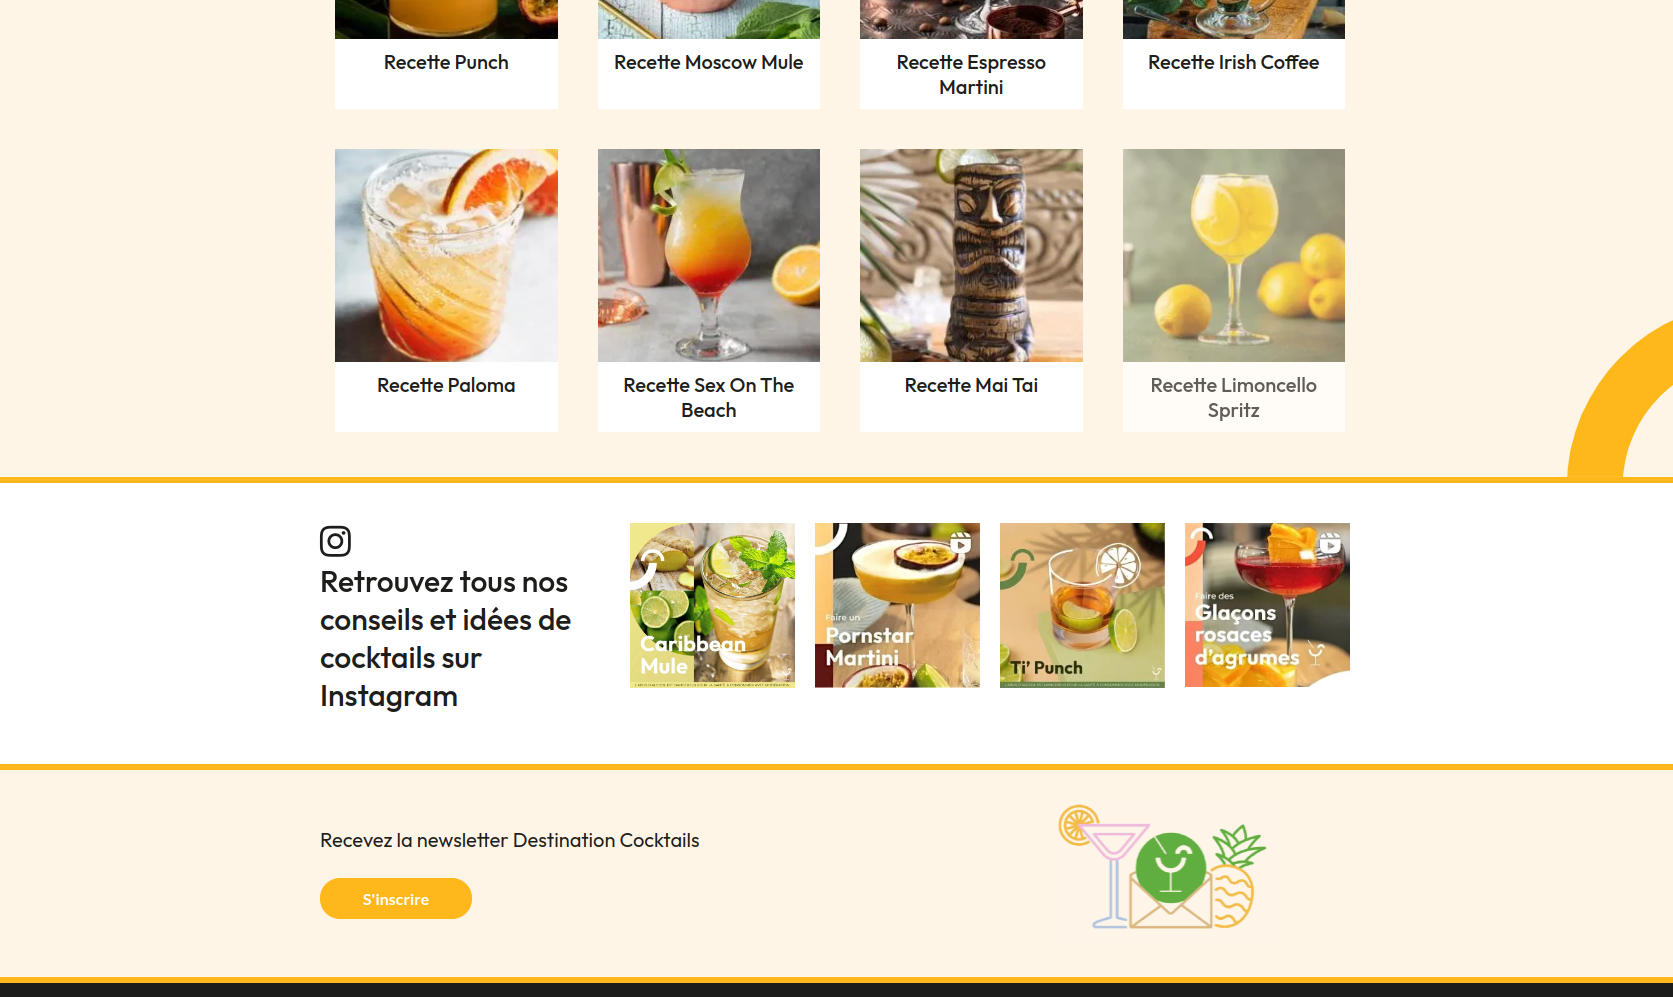 Recette Punch
Recette Moscow Mule
Recette Espresso
Martini
Recette Irish Coffee
Recette Paloma
Recette Sex On The
Beach
Recette Mai Tai
Recette Limoncello
Spritz
Retrouvez tous nos
conseils et idées de
cocktails sur
Instagram
Caribbean
Mule
Faire un
Pornstar
Martini
Ti' Punch
Faire des
Glaçons
rosaces
d'agrumes
Recevez la newsletter Destination Cocktails
S'inscrire